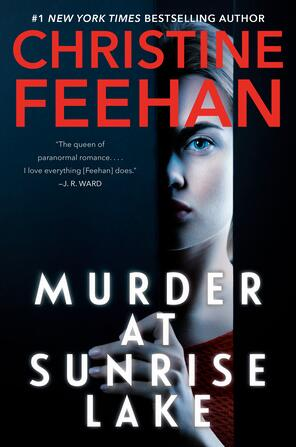 #1 NEW YORK TIMES BESTSELLING AUTHOR
CHRISTINE
FEEHAN
"The queen of
paranormal romance. . . .
I love everything [Feehan] does."
—J. R. WARD
MURDER
AT
SUNRISE
LAKE